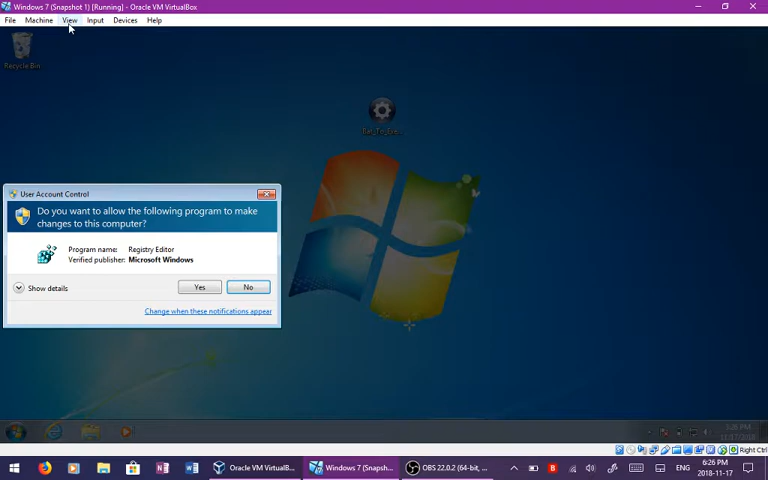 Windows 7 (Snapshot 1) [Running] - Oracle VM VirtualBox
File Machine View Input Devices Help
Recycle Bin
Bat_To_Exe...
User Account Control
Do you want to allow the following program to make
changes to this computer?
Program name: Registry Editor
Verified publisher: Microsoft Windows
Show details
Yes
No
Change when these notifications appear
Right Ctrl
Oracle VM VirtualB...
Windows 7 (Snapsh...
OBS 22.0.2 (64-bit, ...
ENG
6:26 PM
2018-11-17